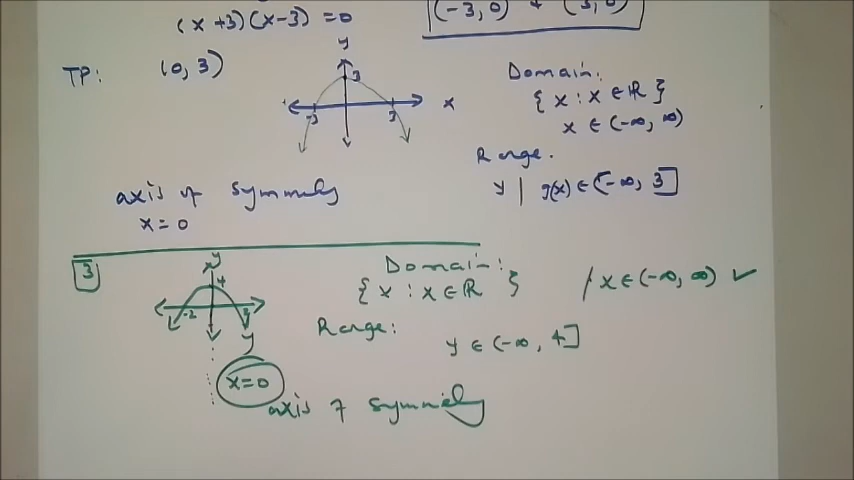 (x+3)(x-3) =0
(-3,0) + (3,0)
TP: (0,3)
y
3
-3
3
x
Domain:
{ x : x ∈ ℝ }
x ∈ (-∞, ∞)
Range.
y | g(x) ∈ (-∞, 3]
axis of symmetry
x = 0
3
y
4
-2
Domain:
{ x : x ∈ ℝ }
/ x ∈ (-∞, ∞) ✓
Range:
y ∈ (-∞, 4]
x=0
axis of symmetry